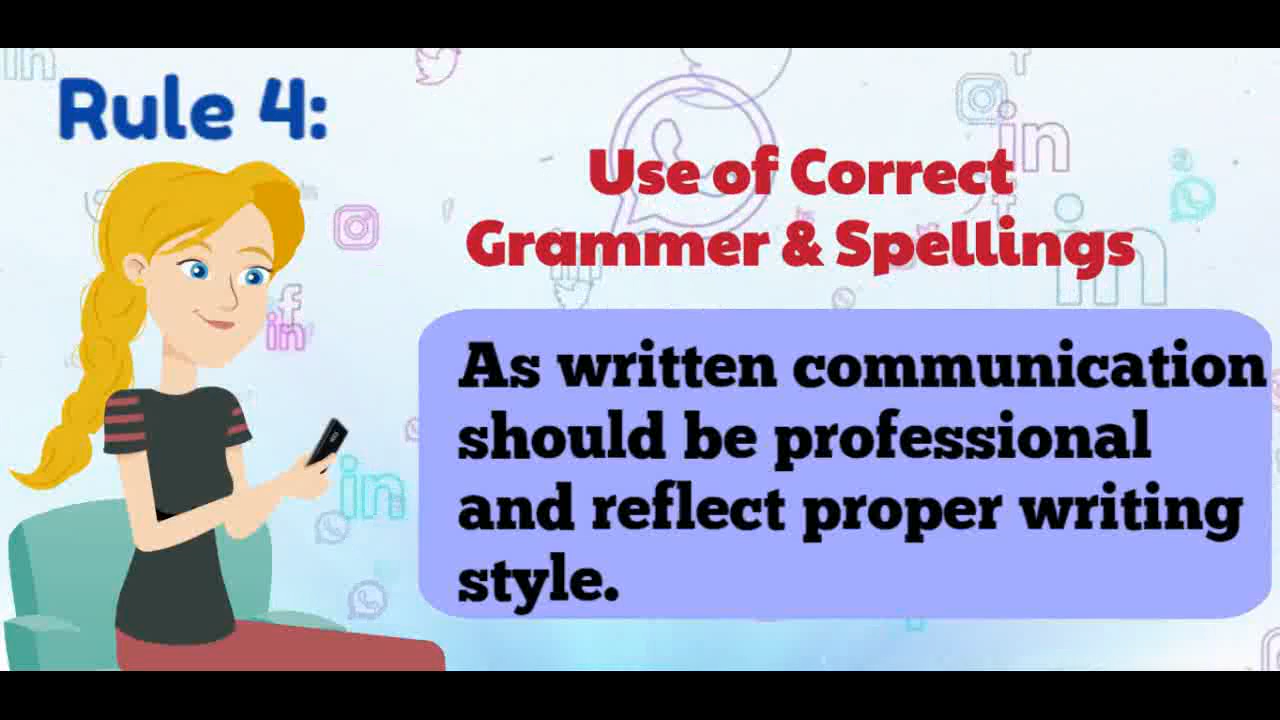 Rule 4:
Use of Correct
Grammer & Spellings
As written communication
should be professional
and reflect proper writing
style.